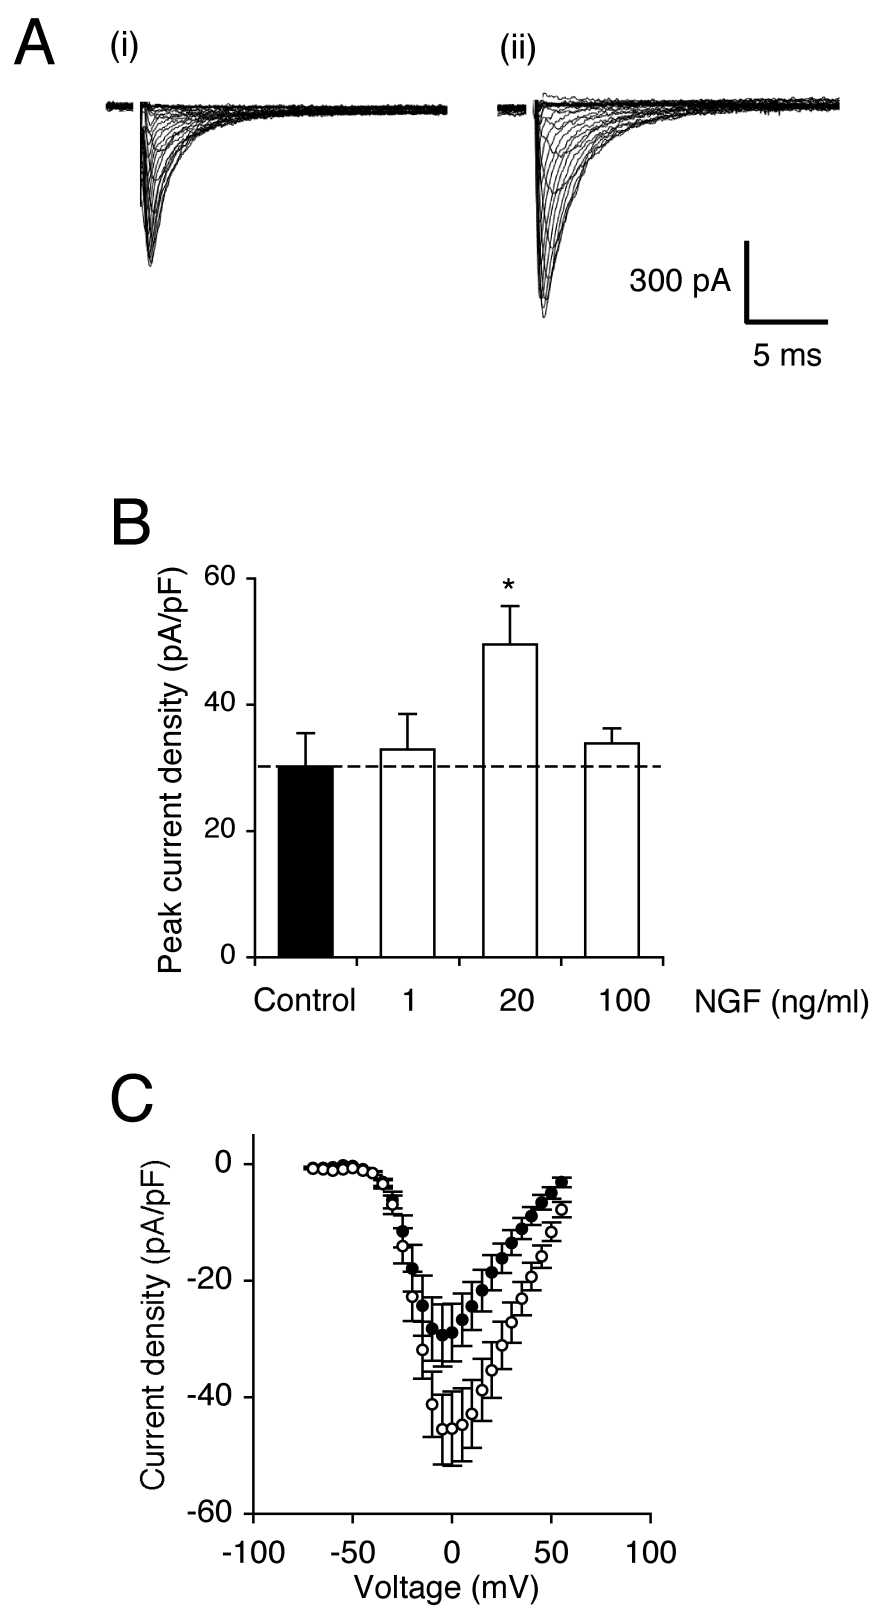 A
(i)
(ii)
300 pA
5 ms
B
Peak current density (pA/pF)
60
40
20
0
*
Control 1 20 100 NGF (ng/ml)
C
Current density (pA/pF)
0
-20
-40
-60
-100 -50 0 50 100
Voltage (mV)